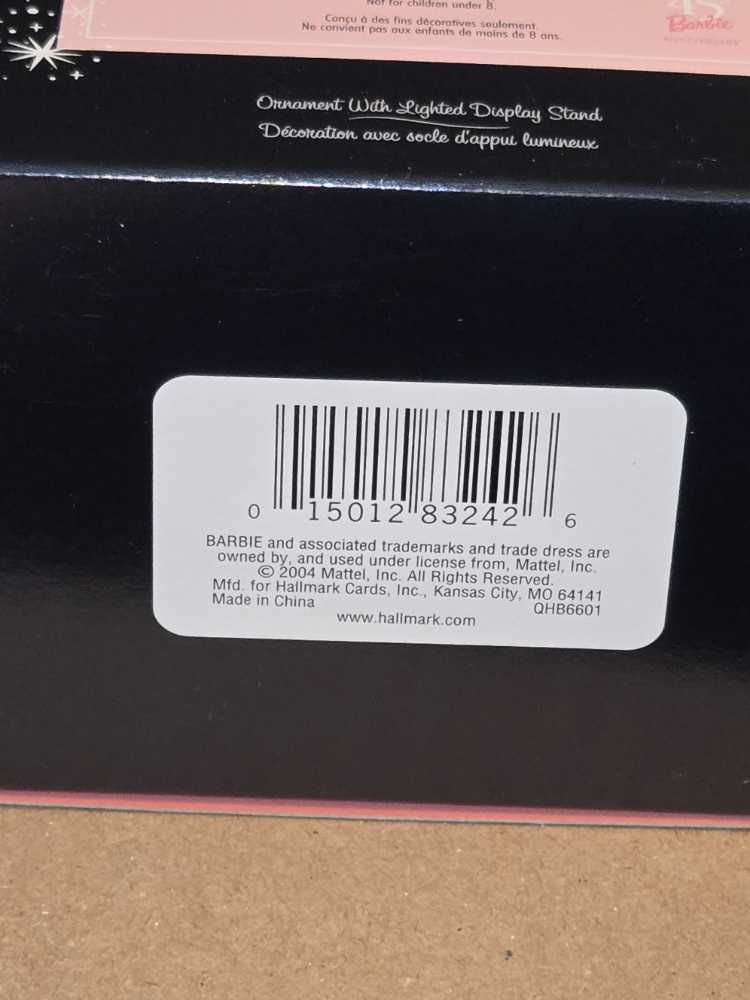 Not for children under 8.
Conçu à des fins décoratives seulement.
Ne convient pas aux enfants de moins de 8 ans.
45
Barbie
ANNIVERSARY
Ornament With Lighted Display Stand
Décoration avec socle d'appui lumineux
0 15012 83242 6
BARBIE and associated trademarks and trade dress are
owned by, and used under license from, Mattel, Inc.
© 2004 Mattel, Inc. All Rights Reserved.
Mfd. for Hallmark Cards, Inc., Kansas City, MO 64141
Made in China QHB6601
www.hallmark.com